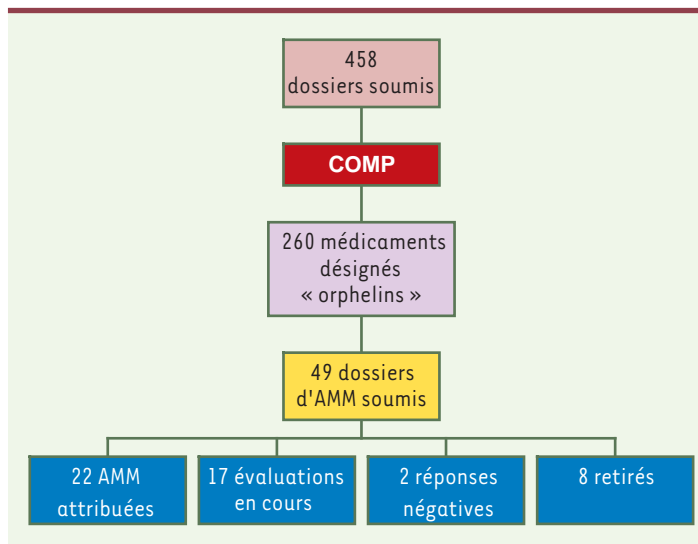 458
dossiers soumis
COMP
260 médicaments
désignés
« orphelins »
49 dossiers
d'AMM soumis
22 AMM
attribuées
17 évaluations
en cours
2 réponses
négatives
8 retirés